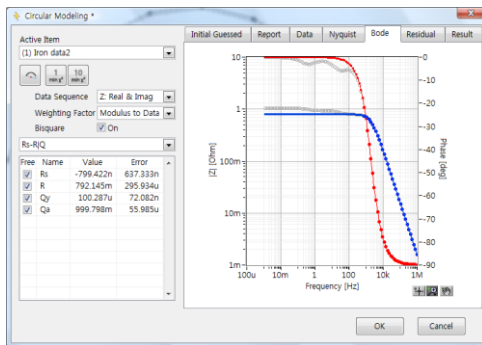 Circular Modeling *
Active Item
(1) Iron data2
1
min χ²
10
min χ²
Data Sequence Z: Real & Imag
Weighting Factor Modulus to Data
Bisquare On
Rs-R|Q
Free Name Value Error
Rs -799.422n 637.333n
R 792.145m 295.934u
Qy 100.287u 72.082n
Qa 999.798m 55.985u
Initial Guessed Report Data Nyquist Bode Residual Result
|Z| [Ohm]
10
1
100m
10m
1m
Phase [deg]
-0
-10
-20
-30
-40
-50
-60
-70
-80
-90
100u 10m 1 100 10k 1M
Frequency [Hz]
OK Cancel